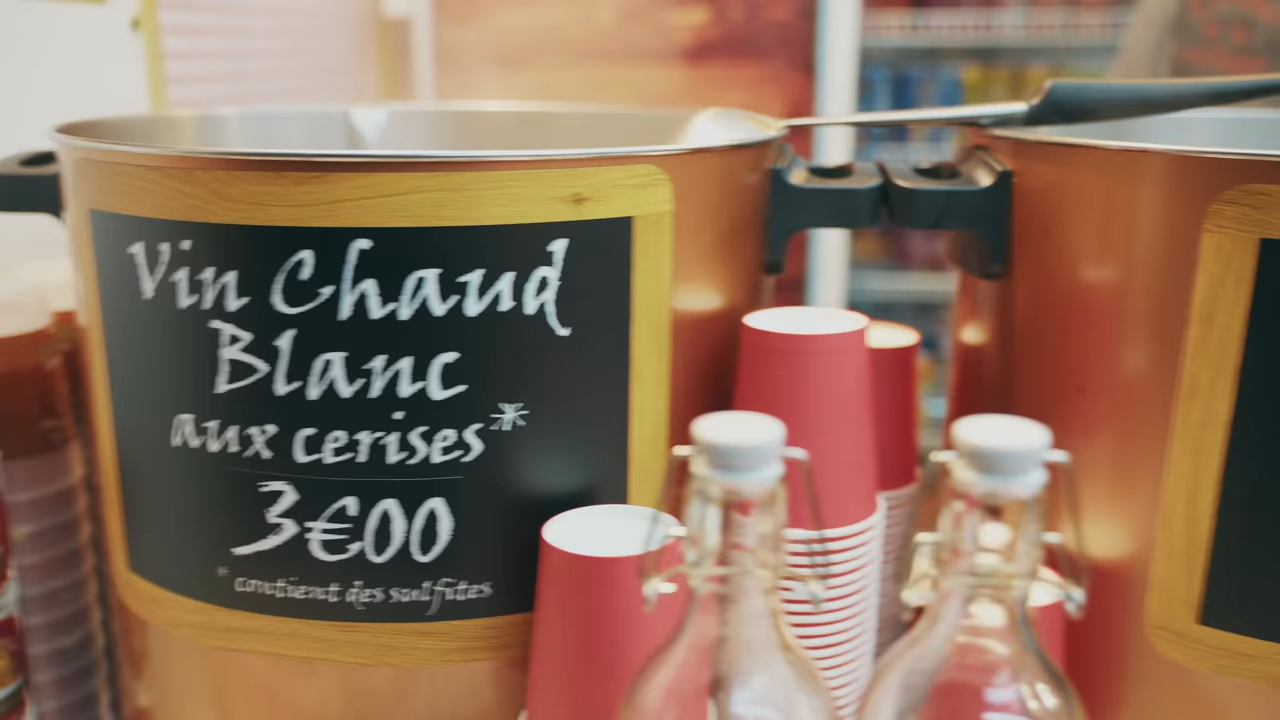 Vin Chaud
Blanc
aux cerises*
3€00
* contient des sulfites